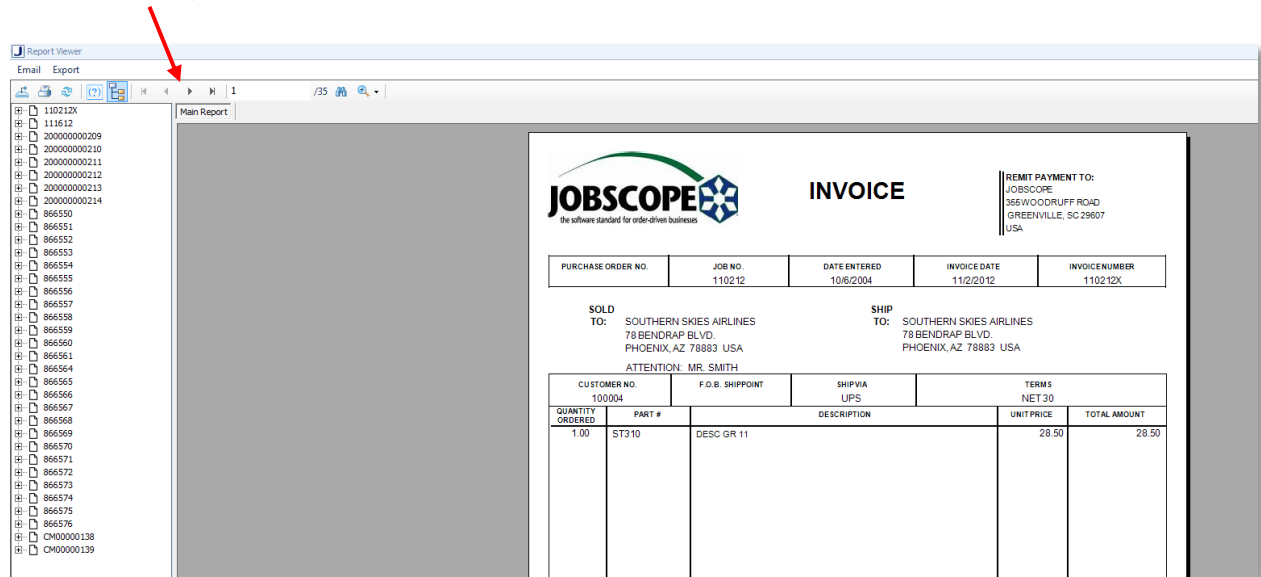 Report Viewer
Email Export
1 /35
110212X
111612
200000000209
200000000210
200000000211
200000000212
200000000213
200000000214
866550
866551
866552
866553
866554
866555
866556
866557
866558
866559
866560
866561
866564
866565
866566
866567
866568
866569
866570
866571
866572
866573
866574
866575
866576
CM00000138
CM00000139
Main Report
JOBSCOPE
the software standard for order-driven businesses
INVOICE
REMIT PAYMENT TO:
JOBSCOPE
355 WOODRUFF ROAD
GREENVILLE, SC 29607
USA
PURCHASE ORDER NO. JOB NO. DATE ENTERED INVOICE DATE INVOICE NUMBER
110212 10/6/2004 11/2/2012 110212X
SOLD TO: SOUTHERN SKIES AIRLINES
78 BENDRAP BLVD.
PHOENIX, AZ 78883 USA
ATTENTION: MR. SMITH
SHIP TO: SOUTHERN SKIES AIRLINES
78 BENDRAP BLVD.
PHOENIX, AZ 78883 USA
CUSTOMER NO. F.O.B. SHIPPOINT SHIP VIA TERMS
100004 UPS NET 30
QUANTITY ORDERED PART # DESCRIPTION UNIT PRICE TOTAL AMOUNT
1.00 ST310 DESC GR 11 28.50 28.50